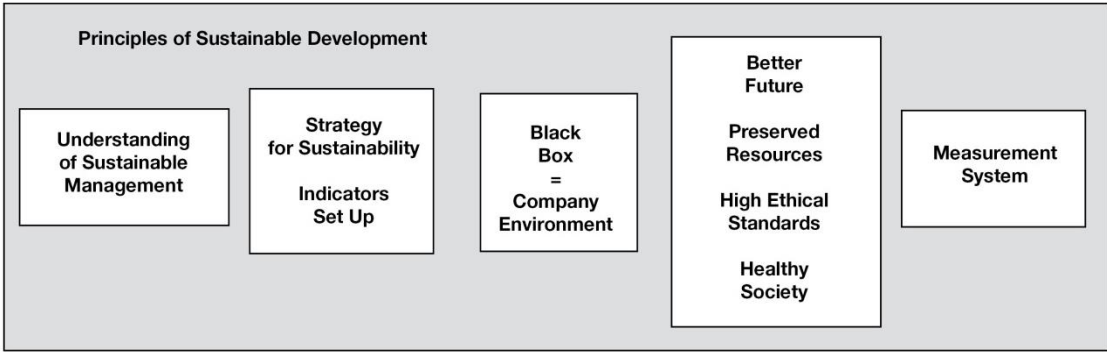 Principles of Sustainable Development
Understanding
of Sustainable
Management
Strategy
for Sustainability
Indicators
Set Up
Black
Box
=
Company
Environment
Better
Future
Preserved
Resources
High Ethical
Standards
Healthy
Society
Measurement
System